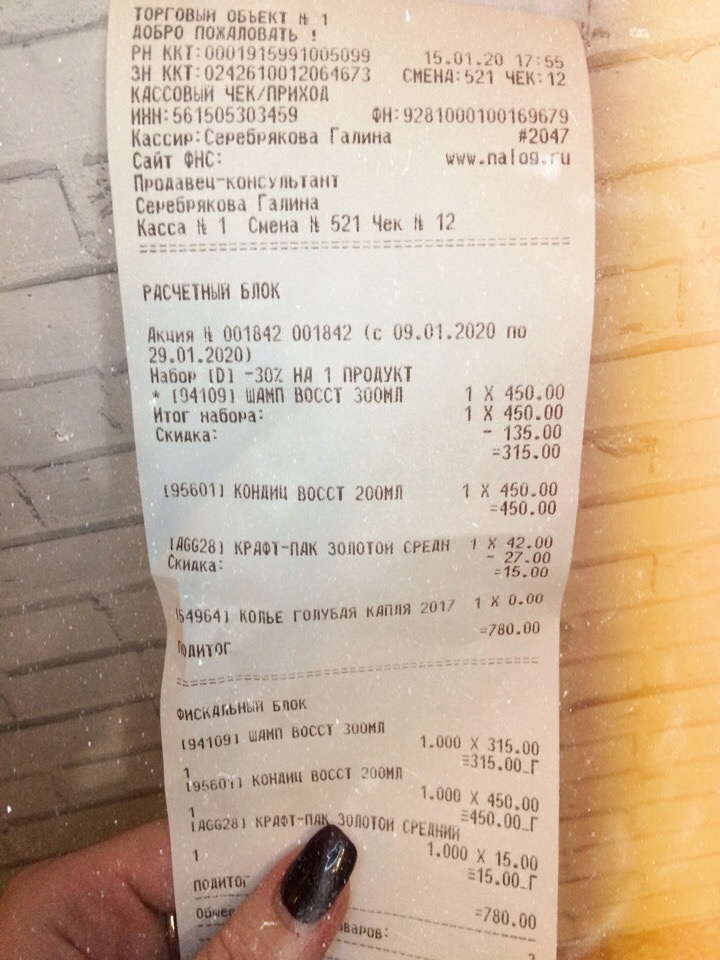 ТОРГОВЫЙ ОБЬЕКТ № 1
ДОБРО ПОЖАЛОВАТЬ !
РН ККТ:0001915991005099 15.01.20 17:55
ЗН ККТ:0242610012064673 СМЕНА:521 ЧЕК:12
КАССОВЫЙ ЧЕК/ПРИХОД
ИНН:561505303459 ФН:9281000100169679
Кассир:Серебрякова Галина #2047
Сайт ФНС: www.nalog.ru
Продавец-консультант
Серебрякова Галина
Касса № 1 Смена № 521 Чек № 12
РАСЧЕТНЫЙ БЛОК
Акция № 001842 001842 (с 09.01.2020 по
29.01.2020)
Набор [D] -30% НА 1 ПРОДУКТ
* [94109] ШАМП ВОССТ 300МЛ 1 X 450.00
Итог набора: 1 X 450.00
Скидка: - 135.00
=315.00
[95601] КОНДИЦ ВОССТ 200МЛ 1 X 450.00
=450.00
[AGG28] КРАФТ-ПАК ЗОЛОТОЙ СРЕДН 1 X 42.00
Скидка: - 27.00
=15.00
[54964] КОЛЬЕ ГОЛУБАЯ КАПЛЯ 2017 1 X 0.00
=780.00
ПОДИТОГ
ФИСКАЛЬНЫЙ БЛОК
[94109] ШАМП ВОССТ 300МЛ
1.000 X 315.00
1 =315.00_Г
[95601] КОНДИЦ ВОССТ 200МЛ
1.000 X 450.00
1 =450.00_Г
[AGG28] КРАФТ-ПАК ЗОЛОТОЙ СРЕДНИЙ
1.000 X 15.00
1 =15.00_Г
ПОДИТОГ
=780.00